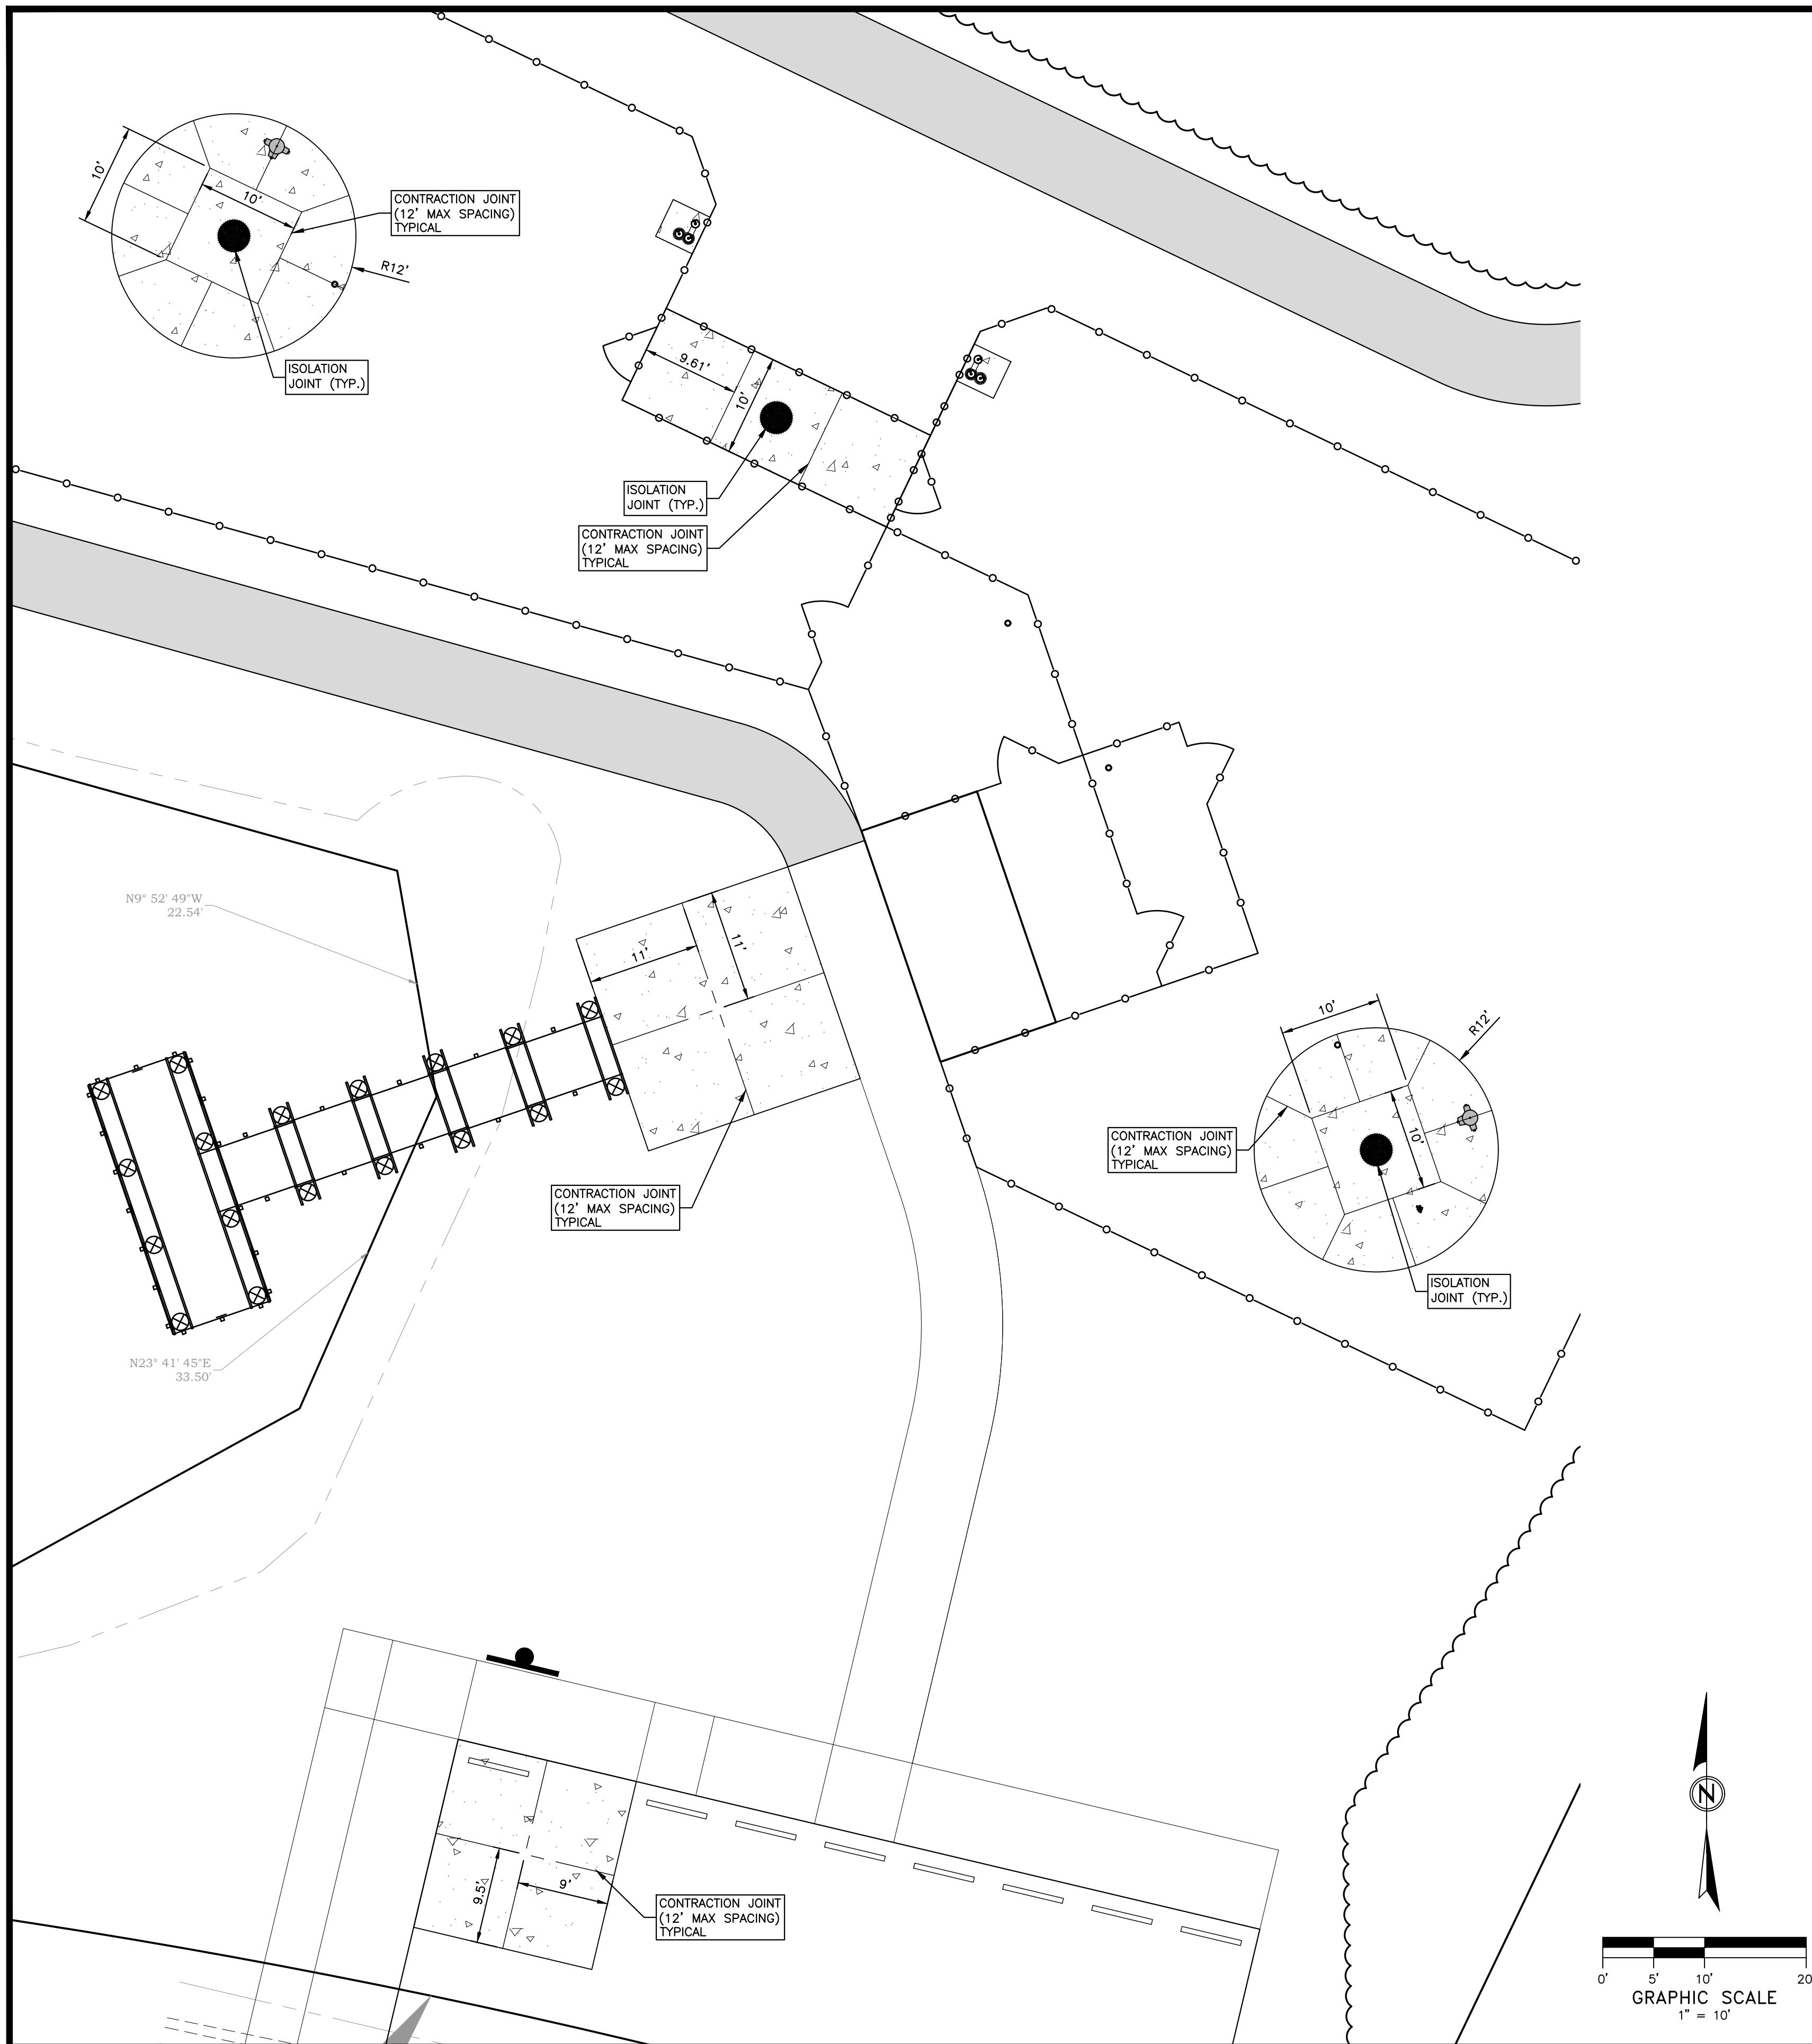 10'
10'
CONTRACTION JOINT
(12' MAX SPACING)
TYPICAL
R12'
ISOLATION
JOINT (TYP.)
9.61'
10'
ISOLATION
JOINT (TYP.)
CONTRACTION JOINT
(12' MAX SPACING)
TYPICAL
N9° 52' 49"W
22.54'
11'
11'
10'
R12'
10'
CONTRACTION JOINT
(12' MAX SPACING)
TYPICAL
CONTRACTION JOINT
(12' MAX SPACING)
TYPICAL
ISOLATION
JOINT (TYP.)
N23° 41' 45"E
33.50'
N
9.5'
9'
CONTRACTION JOINT
(12' MAX SPACING)
TYPICAL
0' 5' 10' 20
GRAPHIC SCALE
1" = 10'